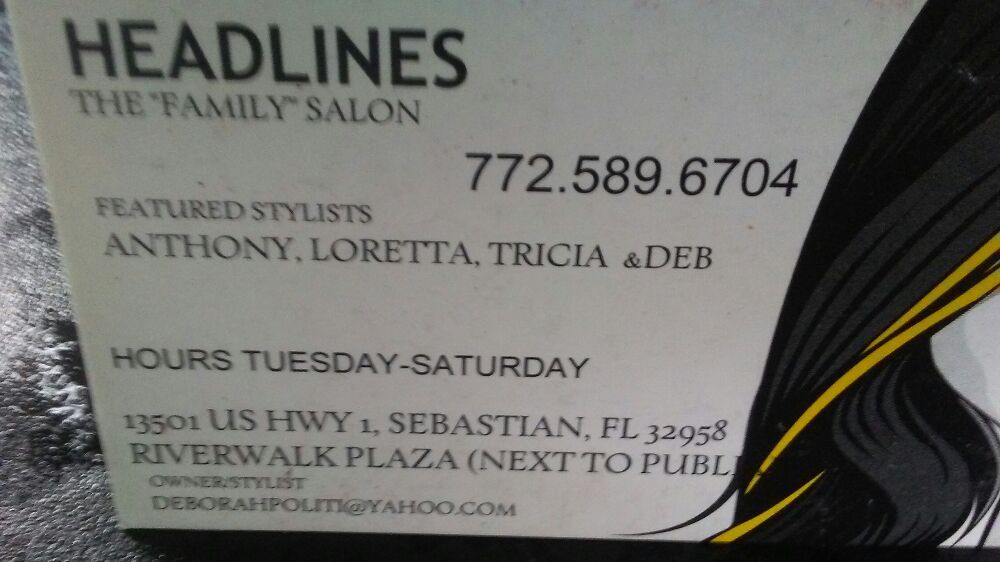 HEADLINES
THE "FAMILY" SALON
772.589.6704
FEATURED STYLISTS
ANTHONY, LORETTA, TRICIA &DEB
HOURS TUESDAY-SATURDAY
13501 US HWY 1, SEBASTIAN, FL 32958
RIVERWALK PLAZA (NEXT TO PUBL
OWNER/STYLIST
DEBORAHPOLITI@YAHOO.COM